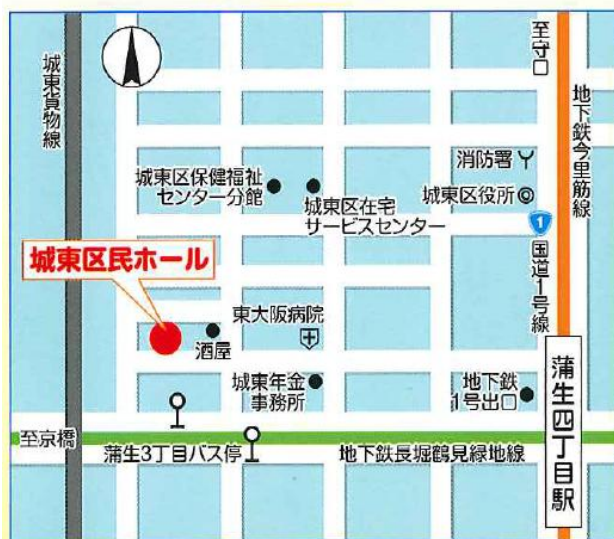 至守口
城東貨物線
地下鉄今里筋線
消防署
城東区保健福祉
センター分館
城東区役所
城東区在宅
サービスセンター
1
国道1号線
城東区民ホール
東大阪病院
酒屋
蒲生四丁目駅
城東年金
事務所
地下鉄
1号出口
至京橋
蒲生3丁目バス停
地下鉄長堀鶴見緑地線